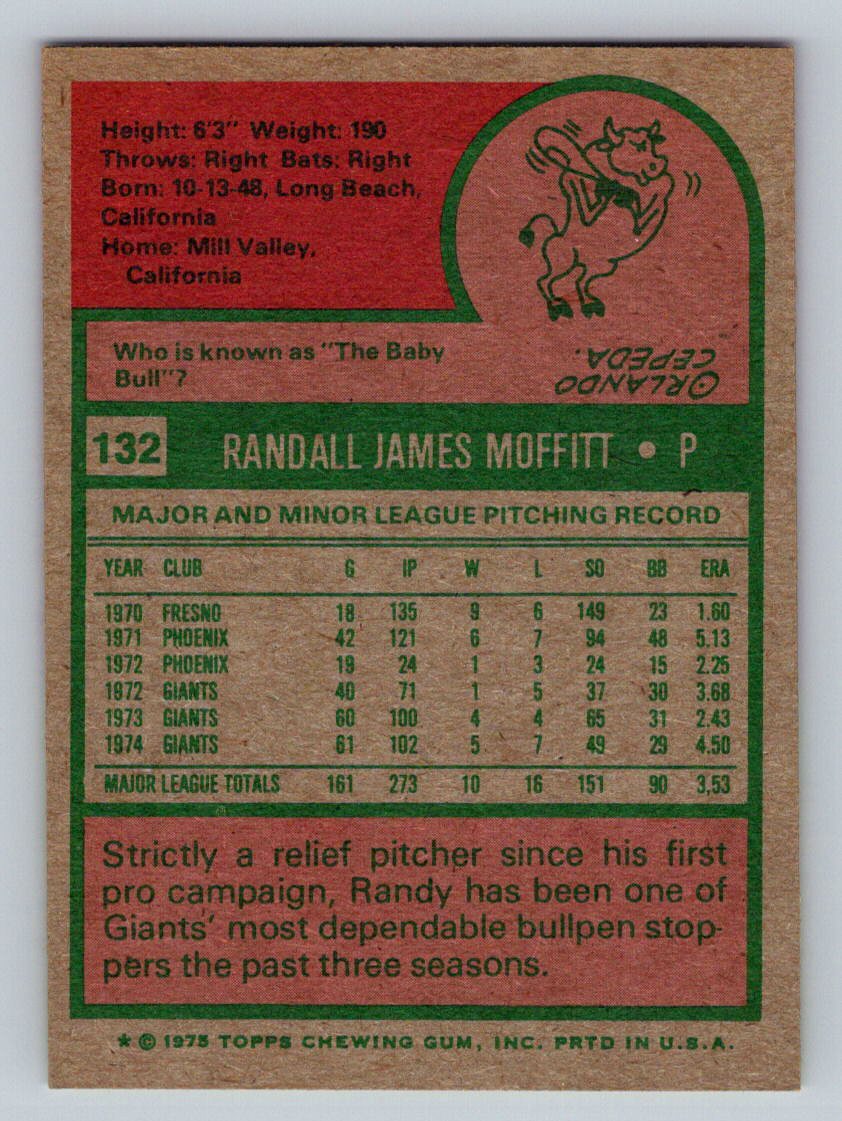 Height: 6'3" Weight: 190
Throws: Right Bats: Right
Born: 10-13-48, Long Beach,
California
Home: Mill Valley,
California
Who is known as "The Baby
Bull"?
ORLANDO
CEPEDA.
132 RANDALL JAMES MOFFITT • P
MAJOR AND MINOR LEAGUE PITCHING RECORD
YEAR CLUB G IP W L SO BB ERA
1970 FRESNO 18 135 9 6 149 23 1.60
1971 PHOENIX 42 121 6 7 94 48 5.13
1972 PHOENIX 19 24 1 3 24 15 2.25
1972 GIANTS 40 71 1 5 37 30 3.68
1973 GIANTS 60 100 4 4 65 31 2.43
1974 GIANTS 61 102 5 7 49 29 4.50
MAJOR LEAGUE TOTALS 161 273 10 16 151 90 3.53
Strictly a relief pitcher since his first
pro campaign, Randy has been one of
Giants' most dependable bullpen stop-
pers the past three seasons.
* © 1975 TOPPS CHEWING GUM, INC. PRTD IN U.S.A.